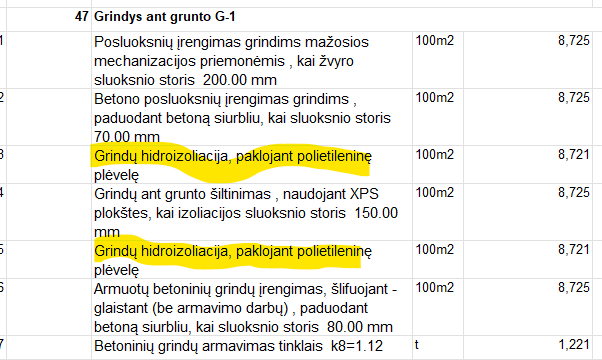 47 Grindys ant grunto G-1
1 Posluoksnių įrengimas grindims mažosios 100m2 8,725
mechanizacijos priemonėmis , kai žvyro
sluoksnio storis 200.00 mm
2 Betono posluoksnių įrengimas grindims , 100m2 8,725
paduodant betoną siurbliu, kai sluoksnio storis
70.00 mm
3 Grindų hidroizoliacija, paklojant polietileninę 100m2 8,721
plėvelę
4 Grindų ant grunto šiltinimas , naudojant XPS 100m2 8,725
plokštes, kai izoliacijos sluoksnio storis 150.00
mm
5 Grindų hidroizoliacija, paklojant polietileninę 100m2 8,721
plėvelę
6 Armuotų betoninių grindų įrengimas, šlifuojant - 100m2 8,725
glaistant (be armavimo darbų) , paduodant
betoną siurbliu, kai sluoksnio storis 80.00 mm
7 Betoninių grindų armavimas tinklais k8=1.12 t 1,221